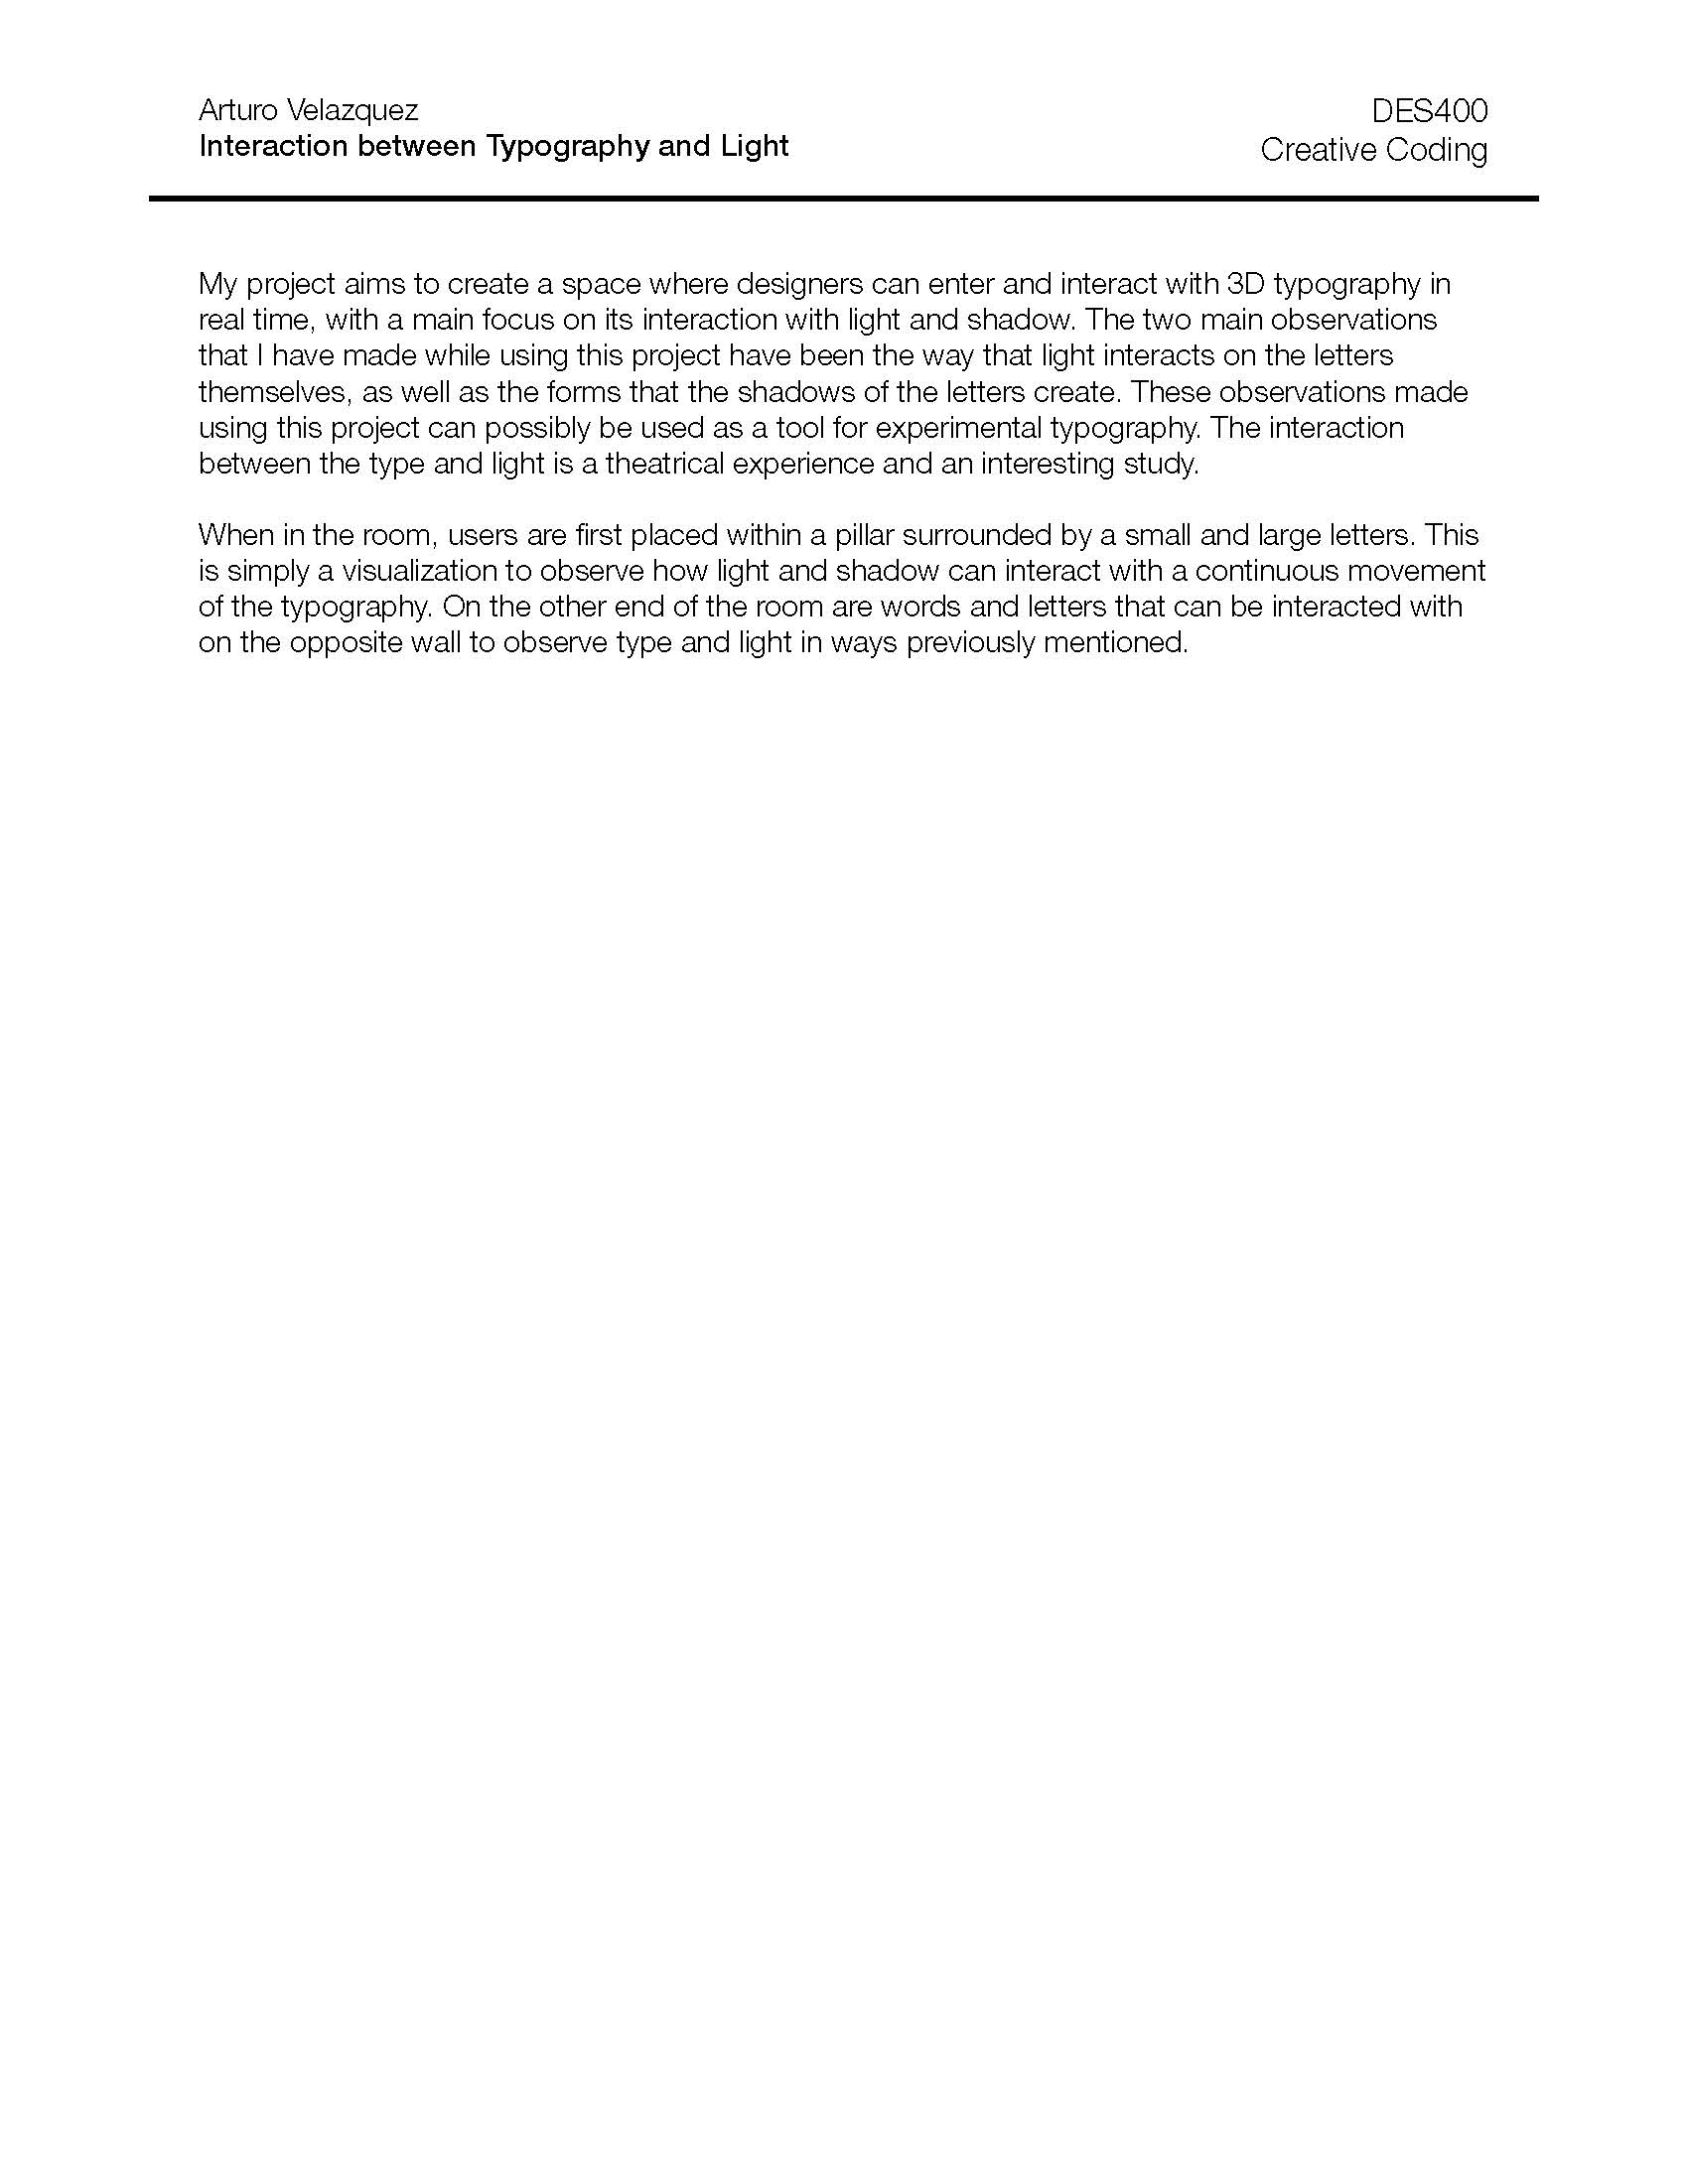 Arturo Velazquez
Interaction between Typography and Light
DES400
Creative Coding
My project aims to create a space where designers can enter and interact with 3D typography in
real time, with a main focus on its interaction with light and shadow. The two main observations
that I have made while using this project have been the way that light interacts on the letters
themselves, as well as the forms that the shadows of the letters create. These observations made
using this project can possibly be used as a tool for experimental typography. The interaction
between the type and light is a theatrical experience and an interesting study.
When in the room, users are first placed within a pillar surrounded by a small and large letters. This
is simply a visualization to observe how light and shadow can interact with a continuous movement
of the typography. On the other end of the room are words and letters that can be interacted with
on the opposite wall to observe type and light in ways previously mentioned.